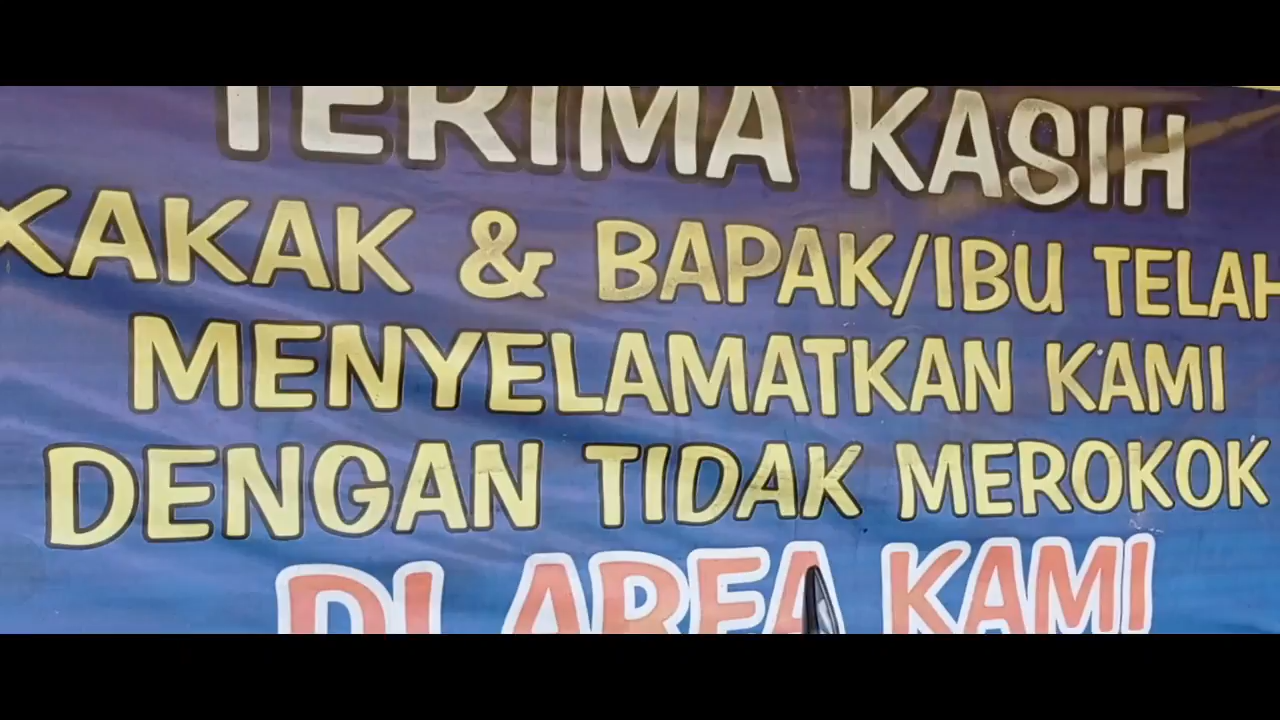 TERIMA KASIH
KAKAK & BAPAK/IBU TELAH
MENYELAMATKAN KAMI
DENGAN TIDAK MEROKOK
DI AREA KAMI